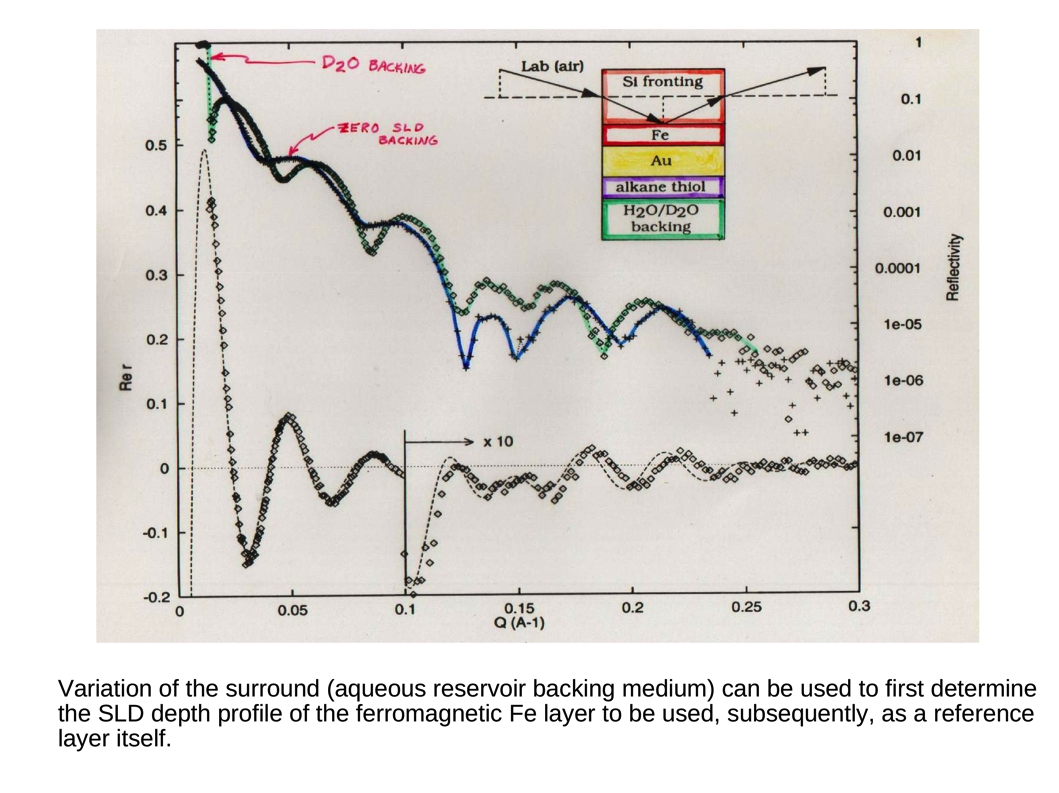 1
D2O BACKING
Lab (air)
Si fronting
0.1
ZERO SLD
BACKING
Fe
0.5
Au
0.01
alkane thiol
0.4
H2O/D2O
backing
0.001
0.3
0.0001
Reflectivity
0.2
1e-05
Re r
1e-06
0.1
x 10
1e-07
0
-0.1
-0.2
0 0.05 0.1 0.15 0.2 0.25 0.3
Q (A-1)
Variation of the surround (aqueous reservoir backing medium) can be used to first determine
the SLD depth profile of the ferromagnetic Fe layer to be used, subsequently, as a reference
layer itself.